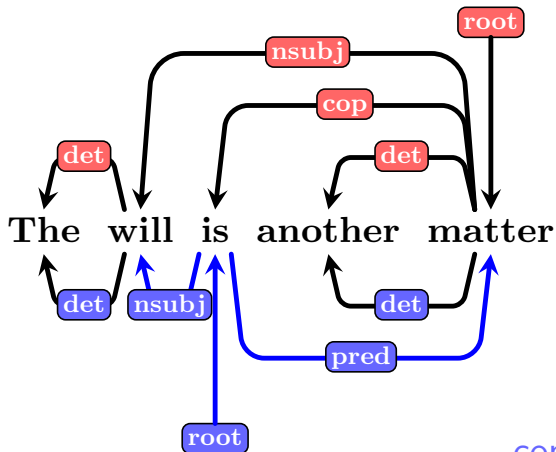 root
nsubj
cop
det det
The will is another matter
det nsubj det
pred
root